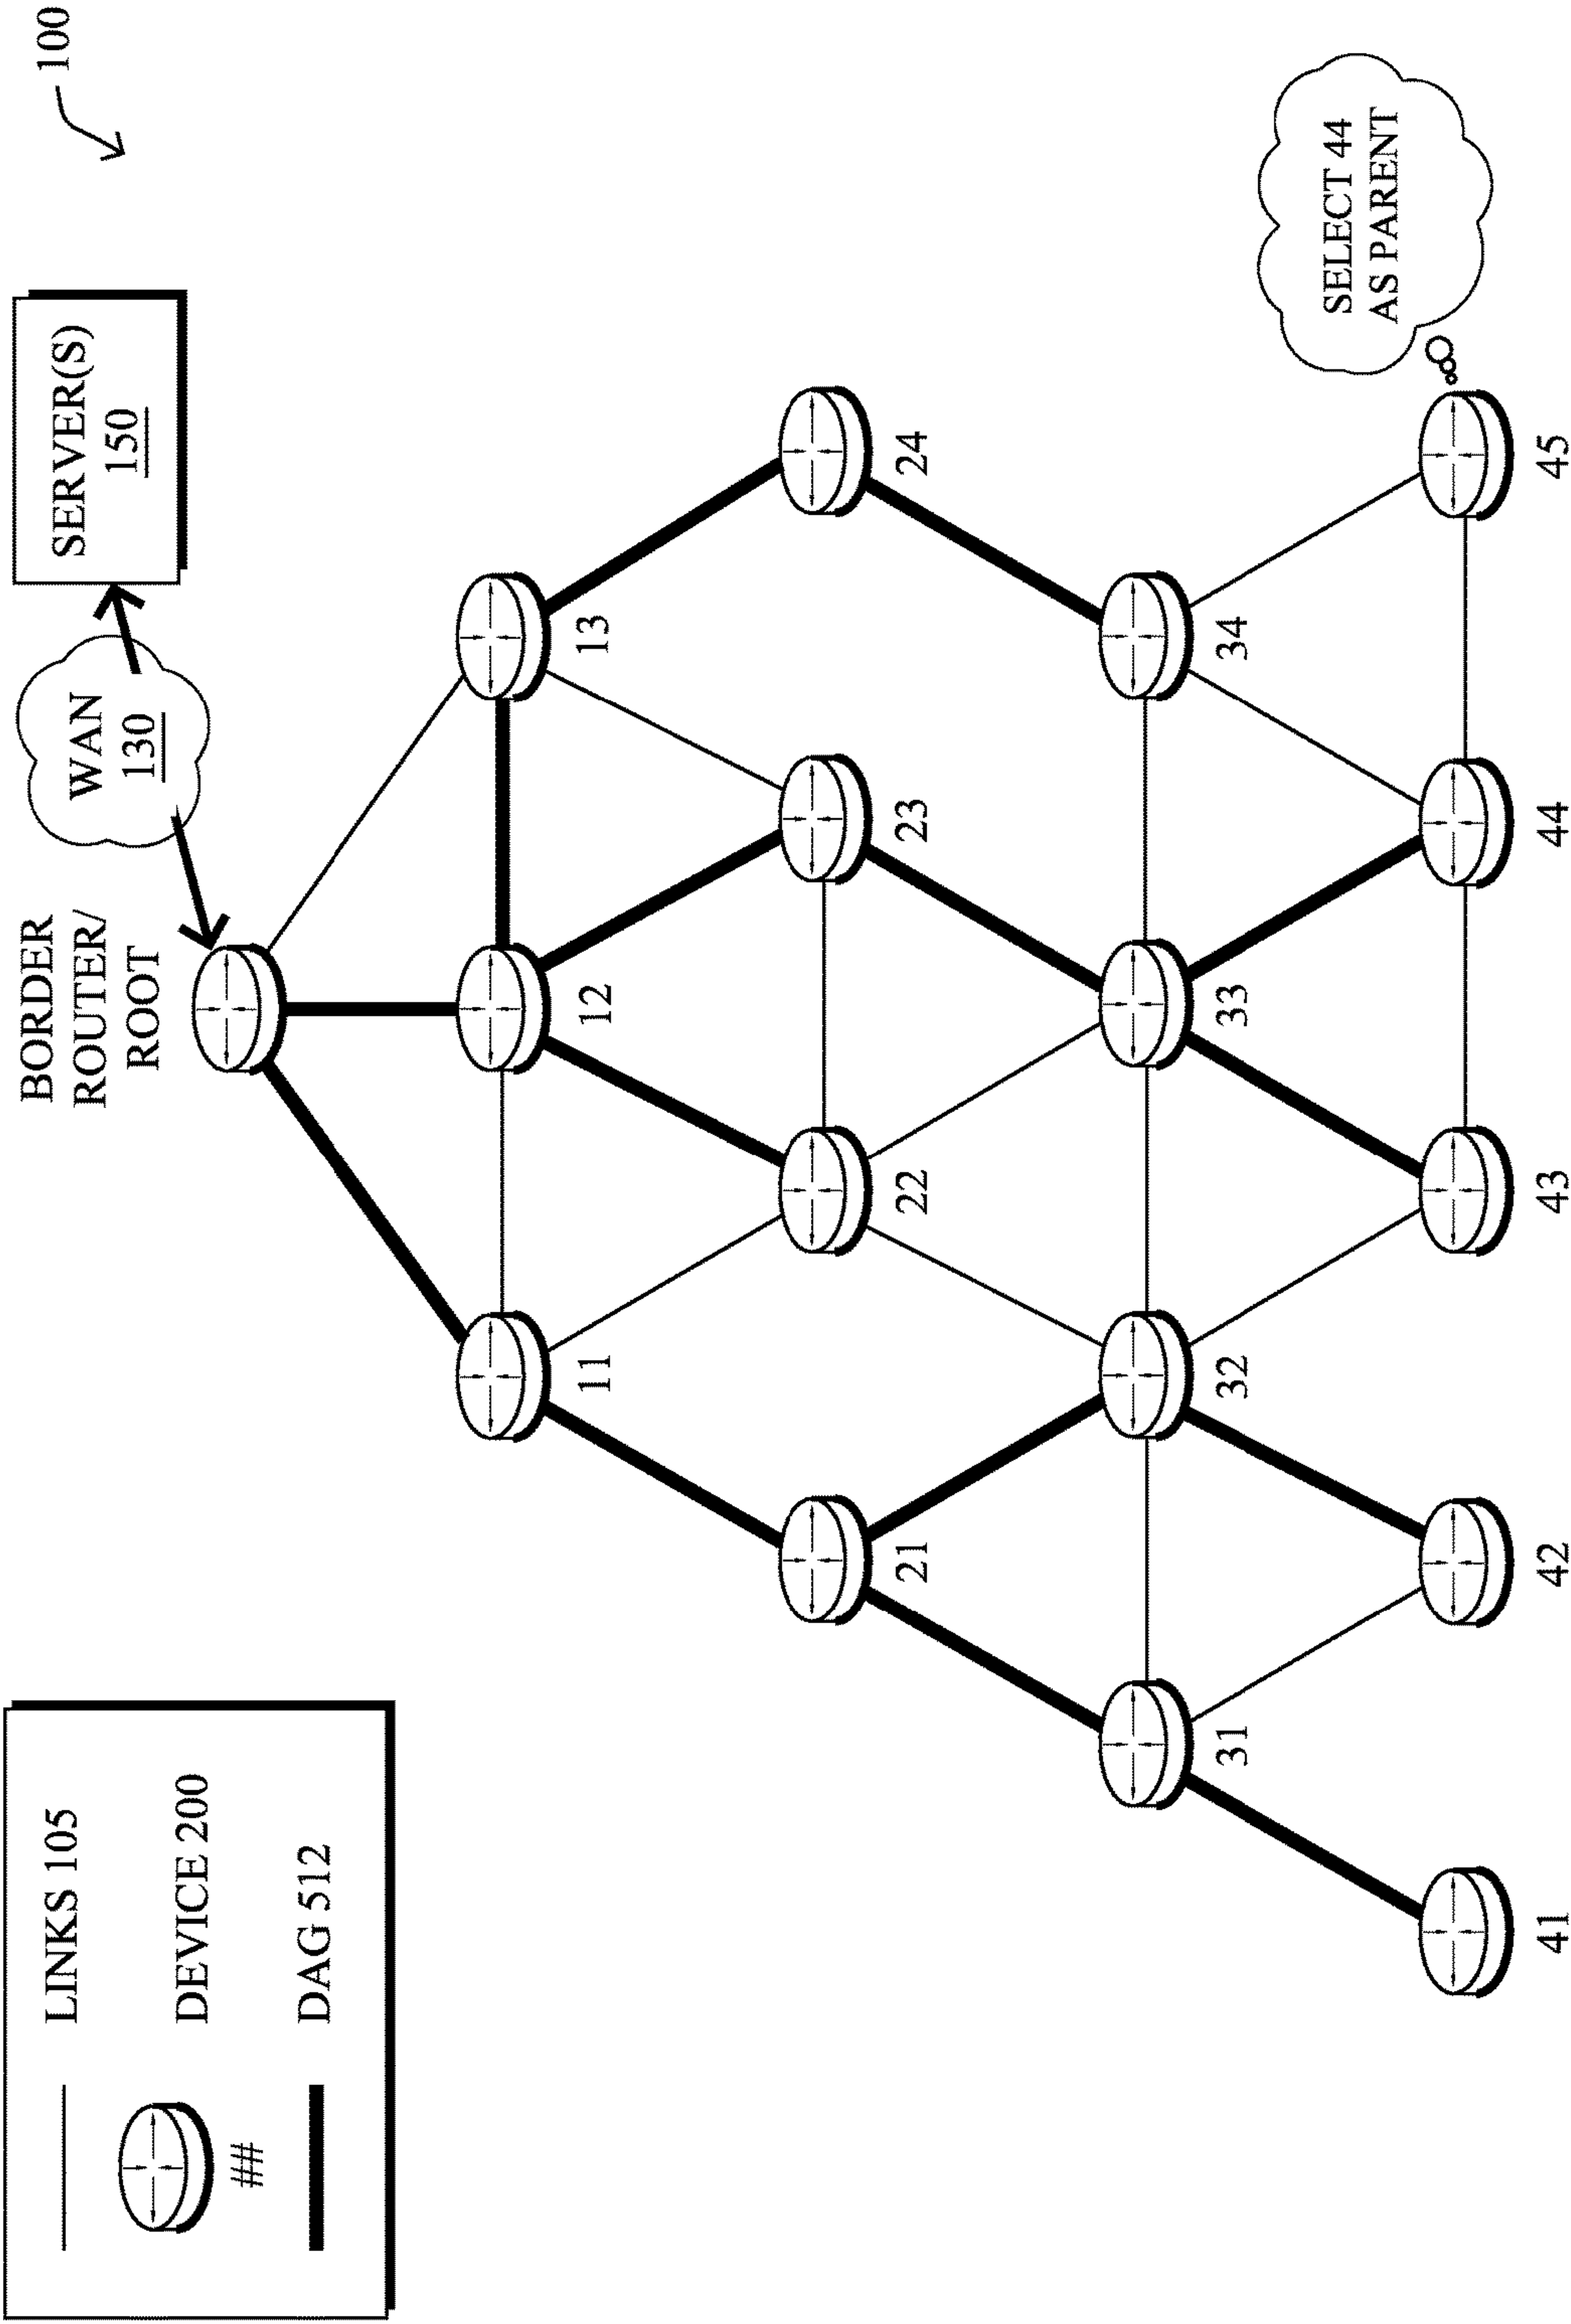 100
SERVER(S)
150
WAN
130
BORDER
ROUTER/
ROOT
LINKS 105
DEVICE 200
##
DAG 512
11
12
13
21
22
23
24
31
32
33
34
41
42
43
44
45
SELECT 44
AS PARENT